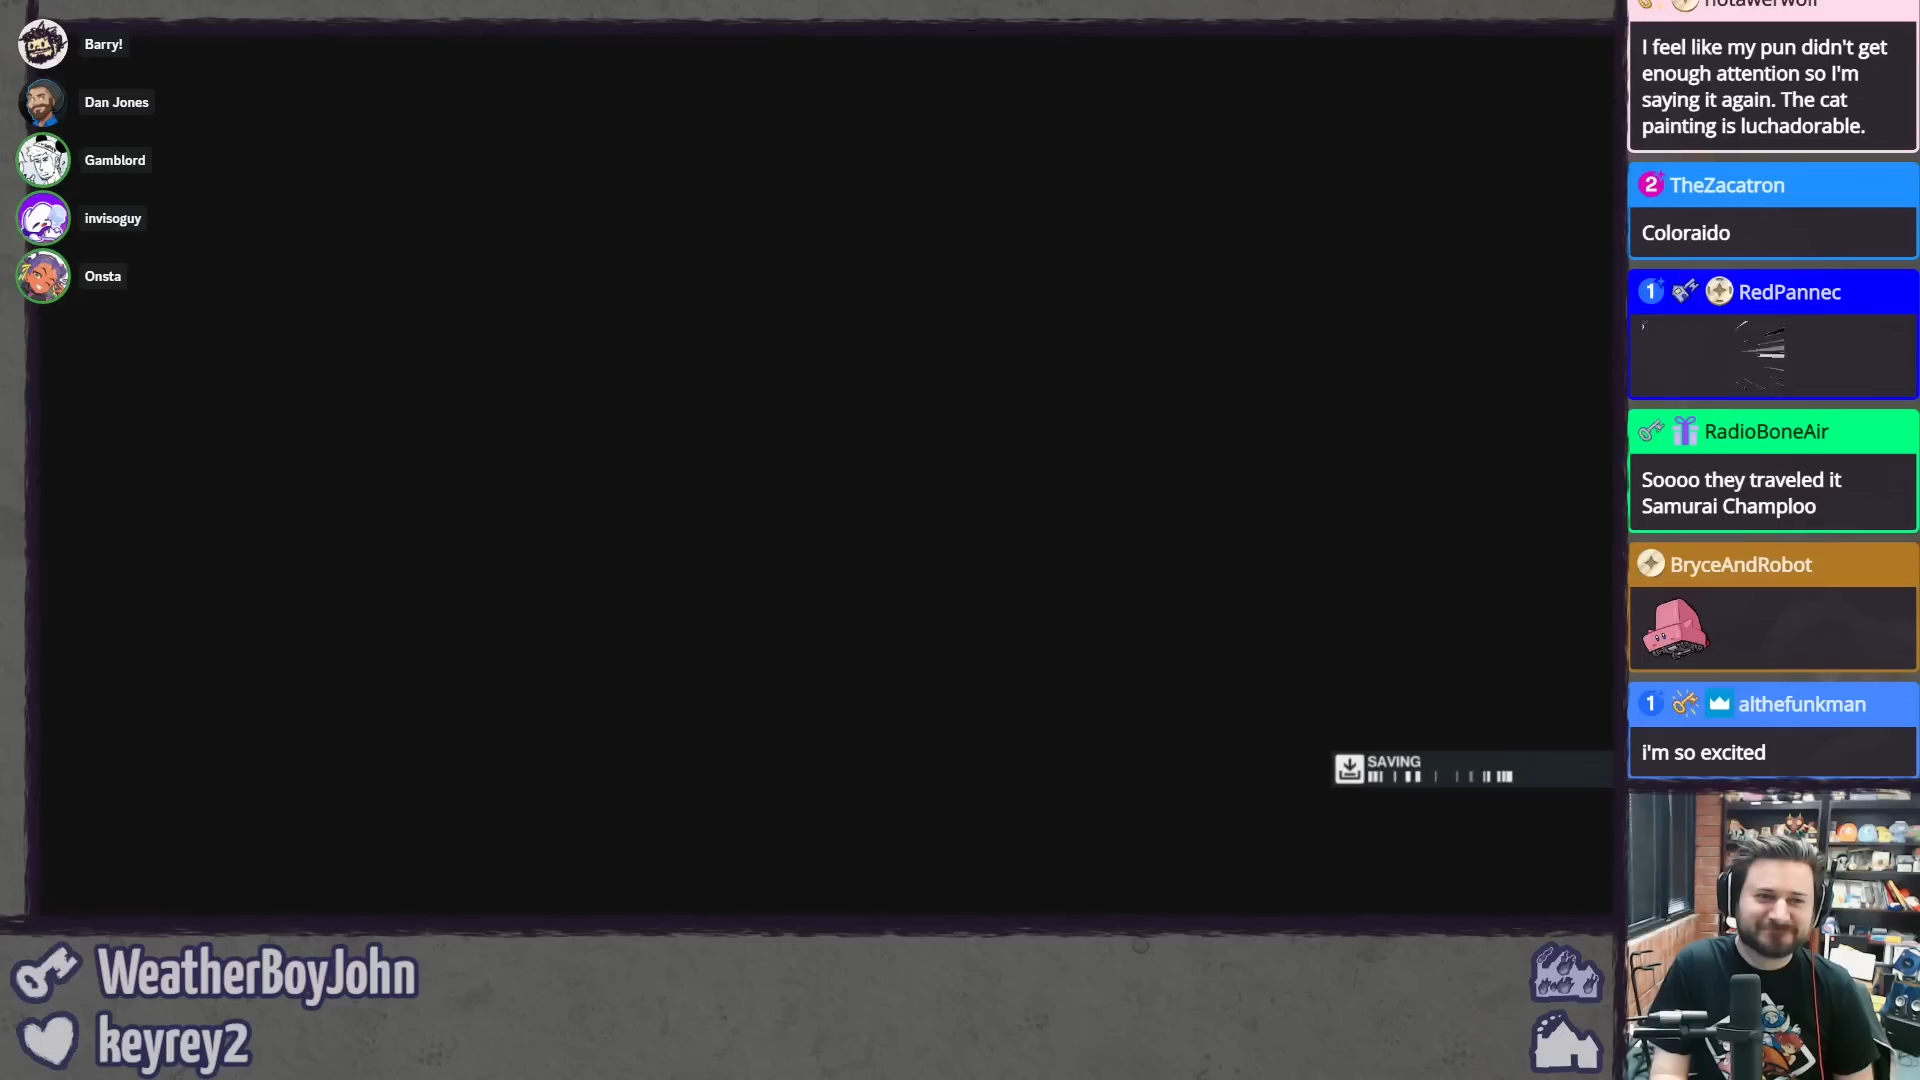 Barry!
Dan Jones
Gamblord
invisoguy
Onsta
SAVING
WeatherBoyJohn
keyrey2
notawerwolf
I feel like my pun didn't get
enough attention so I'm
saying it again. The cat
painting is luchadorable.
2 TheZacatron
Coloraido
1 RedPannec
RadioBoneAir
Soooo they traveled it
Samurai Champloo
BryceAndRobot
1 althefunkman
i'm so excited